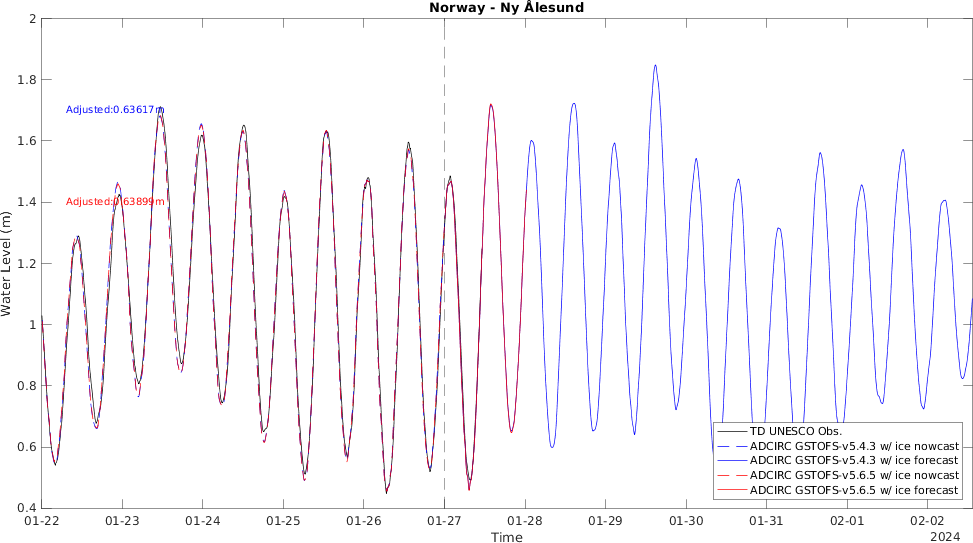 Norway - Ny Ålesund
2
1.8
1.6
1.4
1.2
1
0.8
0.6
0.4
Water Level (m)
Adjusted:0.63617m
Adjusted:0.63899m
TD UNESCO Obs.
ADCIRC GSTOFS-v5.4.3 w/ ice nowcast
ADCIRC GSTOFS-v5.4.3 w/ ice forecast
ADCIRC GSTOFS-v5.6.5 w/ ice nowcast
ADCIRC GSTOFS-v5.6.5 w/ ice forecast
01-22 01-23 01-24 01-25 01-26 01-27 01-28 01-29 01-30 01-31 02-01 02-02
Time
2024